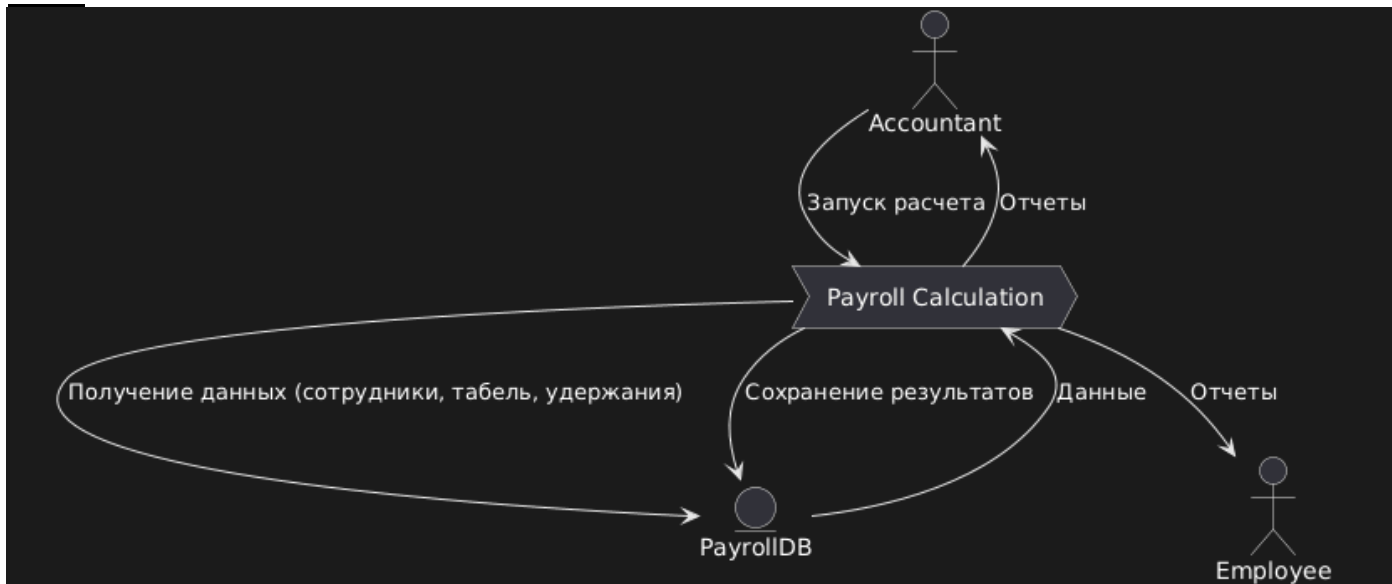 Accountant
Запуск расчета
Отчеты
Payroll Calculation
Получение данных (сотрудники, табель, удержания)
Сохранение результатов
Данные
Отчеты
PayrollDB
Employee